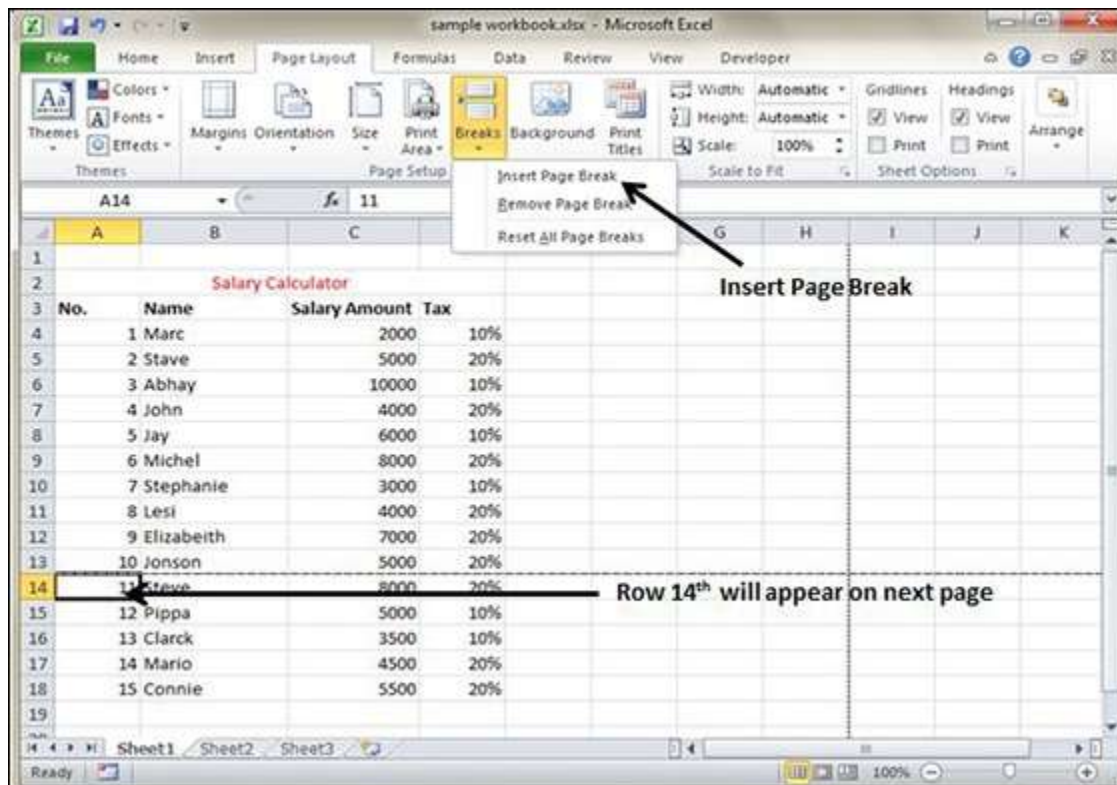 sample workbook.xlsx - Microsoft Excel
File Home Insert Page Layout Formulas Data Review View Developer
Colors Width: Automatic Gridlines Headings
Aa A Fonts Height: Automatic View View
Themes Effects Margins Orientation Size Print Area Breaks Background Print Titles Scale: 100% Print Print Arrange
Themes Page Setup Scale to Fit Sheet Options
Insert Page Break
Remove Page Break
Reset All Page Breaks
A14 fx 11
A B C G H I J K
1
2 Salary Calculator
Insert Page Break
3 No. Name Salary Amount Tax
4 1 Marc 2000 10%
5 2 Stave 5000 20%
6 3 Abhay 10000 10%
7 4 John 4000 20%
8 5 Jay 6000 10%
9 6 Michel 8000 20%
10 7 Stephanie 3000 10%
11 8 Lesi 4000 20%
12 9 Elizabeith 7000 20%
13 10 Jonson 5000 20%
14 11 Steve 8000 20%
Row 14th will appear on next page
15 12 Pippa 5000 10%
16 13 Clarck 3500 10%
17 14 Mario 4500 20%
18 15 Connie 5500 20%
19
Sheet1 Sheet2 Sheet3
Ready 100%